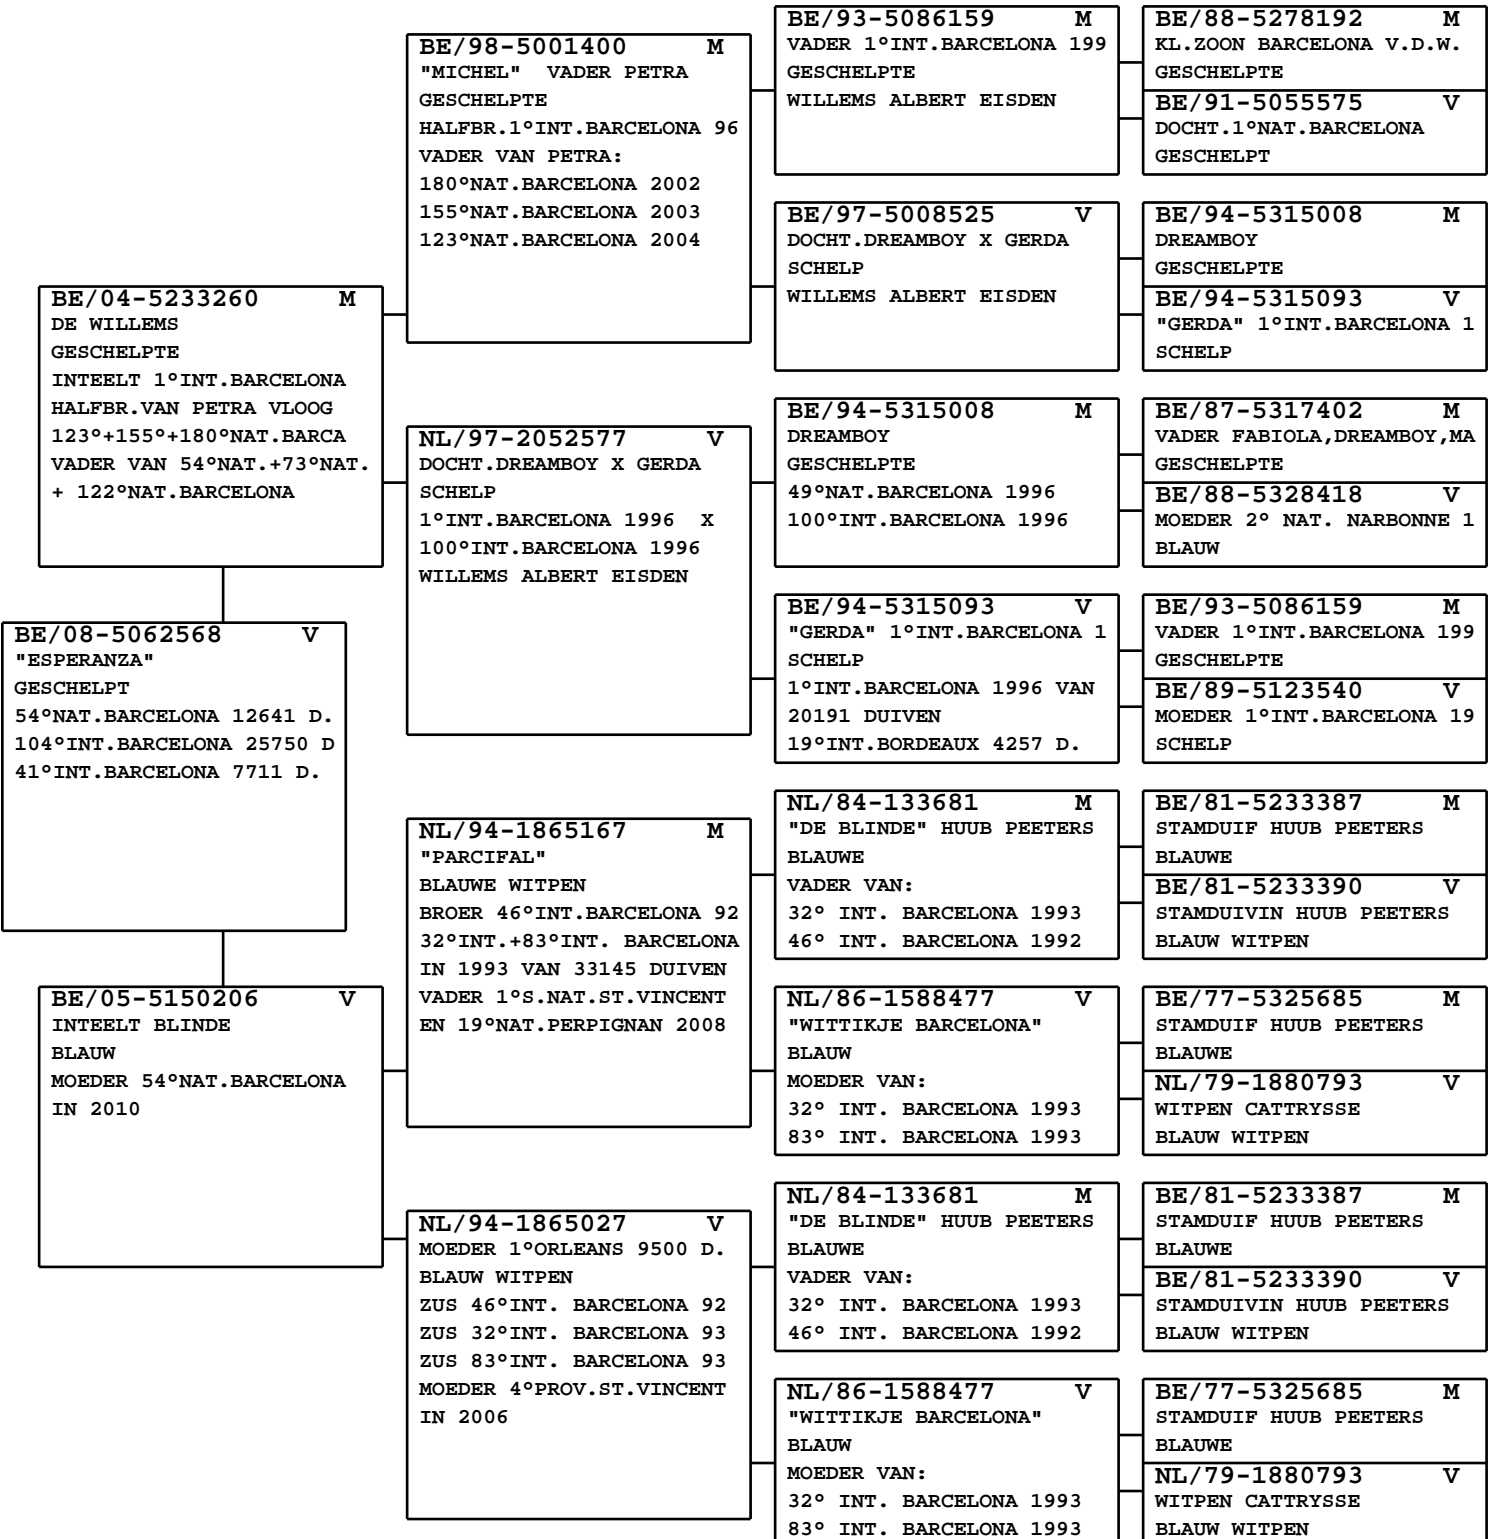 BE/08-5062568 V
"ESPERANZA"
GESCHELPT
54°NAT.BARCELONA 12641 D.
104°INT.BARCELONA 25750 D
41°INT.BARCELONA 7711 D.
BE/04-5233260 M
DE WILLEMS
GESCHELPTE
INTEELT 1°INT.BARCELONA
HALFBR.VAN PETRA VLOOG
123°+155°+180°NAT.BARCA
VADER VAN 54°NAT.+73°NAT.
+ 122°NAT.BARCELONA
BE/05-5150206 V
INTEELT BLINDE
BLAUW
MOEDER 54°NAT.BARCELONA
IN 2010
BE/98-5001400 M
"MICHEL" VADER PETRA
GESCHELPTE
HALFBR.1°INT.BARCELONA 96
VADER VAN PETRA:
180°NAT.BARCELONA 2002
155°NAT.BARCELONA 2003
123°NAT.BARCELONA 2004
NL/97-2052577 V
DOCHT.DREAMBOY X GERDA
SCHELP
1°INT.BARCELONA 1996 X
100°INT.BARCELONA 1996
WILLEMS ALBERT EISDEN
NL/94-1865167 M
"PARCIFAL"
BLAUWE WITPEN
BROER 46°INT.BARCELONA 92
32°INT.+83°INT. BARCELONA
IN 1993 VAN 33145 DUIVEN
VADER 1°S.NAT.ST.VINCENT
EN 19°NAT.PERPIGNAN 2008
NL/94-1865027 V
MOEDER 1°ORLEANS 9500 D.
BLAUW WITPEN
ZUS 46°INT. BARCELONA 92
ZUS 32°INT. BARCELONA 93
ZUS 83°INT. BARCELONA 93
MOEDER 4°PROV.ST.VINCENT
IN 2006
BE/93-5086159 M
VADER 1°INT.BARCELONA 199
GESCHELPTE
WILLEMS ALBERT EISDEN
BE/97-5008525 V
DOCHT.DREAMBOY X GERDA
SCHELP
WILLEMS ALBERT EISDEN
BE/94-5315008 M
DREAMBOY
GESCHELPTE
49°NAT.BARCELONA 1996
100°INT.BARCELONA 1996
BE/94-5315093 V
"GERDA" 1°INT.BARCELONA 1
SCHELP
1°INT.BARCELONA 1996 VAN
20191 DUIVEN
19°INT.BORDEAUX 4257 D.
NL/84-133681 M
"DE BLINDE" HUUB PEETERS
BLAUWE
VADER VAN:
32° INT. BARCELONA 1993
46° INT. BARCELONA 1992
NL/86-1588477 V
"WITTIKJE BARCELONA"
BLAUW
MOEDER VAN:
32° INT. BARCELONA 1993
83° INT. BARCELONA 1993
NL/84-133681 M
"DE BLINDE" HUUB PEETERS
BLAUWE
VADER VAN:
32° INT. BARCELONA 1993
46° INT. BARCELONA 1992
NL/86-1588477 V
"WITTIKJE BARCELONA"
BLAUW
MOEDER VAN:
32° INT. BARCELONA 1993
83° INT. BARCELONA 1993
BE/88-5278192 M
KL.ZOON BARCELONA V.D.W.
GESCHELPTE
BE/91-5055575 V
DOCHT.1°NAT.BARCELONA
GESCHELPT
BE/94-5315008 M
DREAMBOY
GESCHELPTE
BE/94-5315093 V
"GERDA" 1°INT.BARCELONA 1
SCHELP
BE/87-5317402 M
VADER FABIOLA,DREAMBOY,MA
GESCHELPTE
BE/88-5328418 V
MOEDER 2° NAT. NARBONNE 1
BLAUW
BE/93-5086159 M
VADER 1°INT.BARCELONA 199
GESCHELPTE
BE/89-5123540 V
MOEDER 1°INT.BARCELONA 19
SCHELP
BE/81-5233387 M
STAMDUIF HUUB PEETERS
BLAUWE
BE/81-5233390 V
STAMDUIVIN HUUB PEETERS
BLAUW WITPEN
BE/77-5325685 M
STAMDUIF HUUB PEETERS
BLAUWE
NL/79-1880793 V
WITPEN CATTRYSSE
BLAUW WITPEN
BE/81-5233387 M
STAMDUIF HUUB PEETERS
BLAUWE
BE/81-5233390 V
STAMDUIVIN HUUB PEETERS
BLAUW WITPEN
BE/77-5325685 M
STAMDUIF HUUB PEETERS
BLAUWE
NL/79-1880793 V
WITPEN CATTRYSSE
BLAUW WITPEN